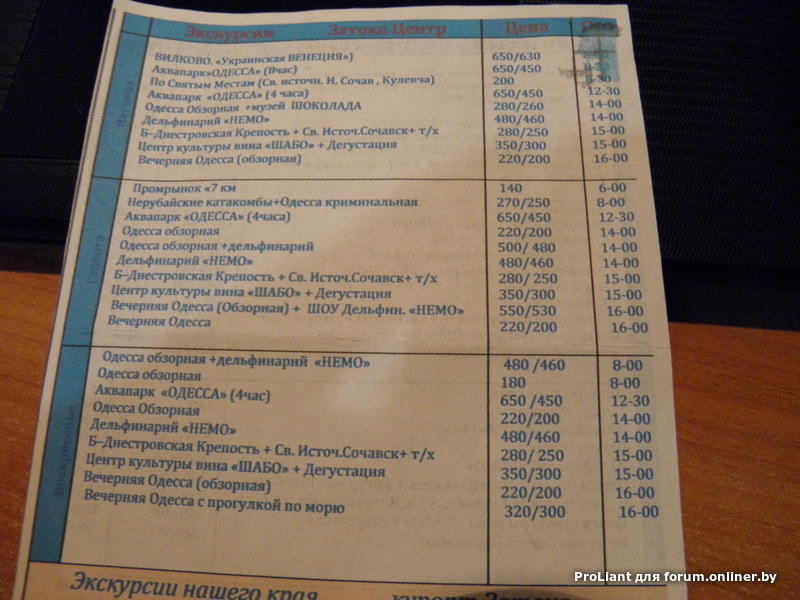 Экскурсии Затока Центр Цена
ВИЛКОВО. «Украинская ВЕНЕЦИЯ») 650/630
Аквапарк»ОДЕССА» (8час) 650/450
По Святым Местам (Св. источн. И. Сочав , Кулевча) 200
Аквапарк «ОДЕССА» (4 часа) 650/450 12-30
Одесса Обзорная +музей ШОКОЛАДА 280/260 14-00
Дельфинарий «НЕМО» 480/460 14-00
Б–Днестровская Крепость + Св. Источ.Сочавск+ т/х 280/250 15-00
Центр культуры вина «ШАБО» + Дегустация 350/300 15-00
Вечерняя Одесса (обзорная) 220/200 16-00
Суббота
Промрынок «7 км 140 6-00
Нерубайские катакомбы+Одесса криминальная 270/250 8-00
Аквапарк «ОДЕССА» (4часа) 650/450 12-30
Одесса обзорная 220/200 14-00
Одесса обзорная +дельфинарий 500/ 480 14-00
Дельфинарий «НЕМО» 480/460 14-00
Б–Днестровская Крепость + Св. Источ.Сочавск+ т/х 280/ 250 15-00
Центр культуры вина «ШАБО» + Дегустация 350/300 15-00
Вечерняя Одесса (Обзорная) + ШОУ Дельфин. «НЕМО» 550/530 16-00
Вечерняя Одесса 220/200 16-00
Воскресенье
Одесса обзорная +дельфинарий «НЕМО» 480 /460 8-00
Одесса обзорная 180 8-00
Аквапарк «ОДЕССА» (4час) 650 /450 12-30
Одесса Обзорная 220/200 14-00
Дельфинарий «НЕМО» 480/460 14-00
Б–Днестровская Крепость + Св. Источ.Сочавск+ т/х 280/ 250 15-00
Центр культуры вина «ШАБО» + Дегустация 350/300 15-00
Вечерняя Одесса (обзорная) 220/200 16-00
Вечерняя Одесса с прогулкой по морю 320/300 16-00
Экскурсии нашего края курорт Затока
ProLiant для forum.onliner.by